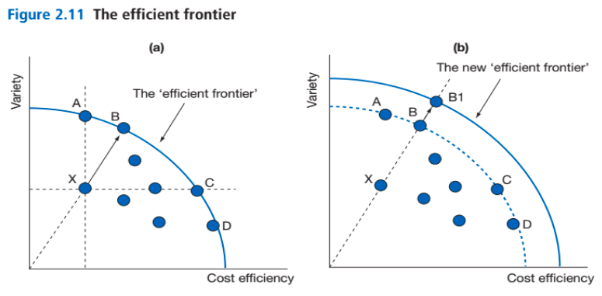 Figure 2.11 The efficient frontier
(a)
Variety
The 'efficient frontier'
A
B
X
C
D
Cost efficiency
(b)
Variety
The new 'efficient frontier'
B1
A
B
X
C
D
Cost efficiency